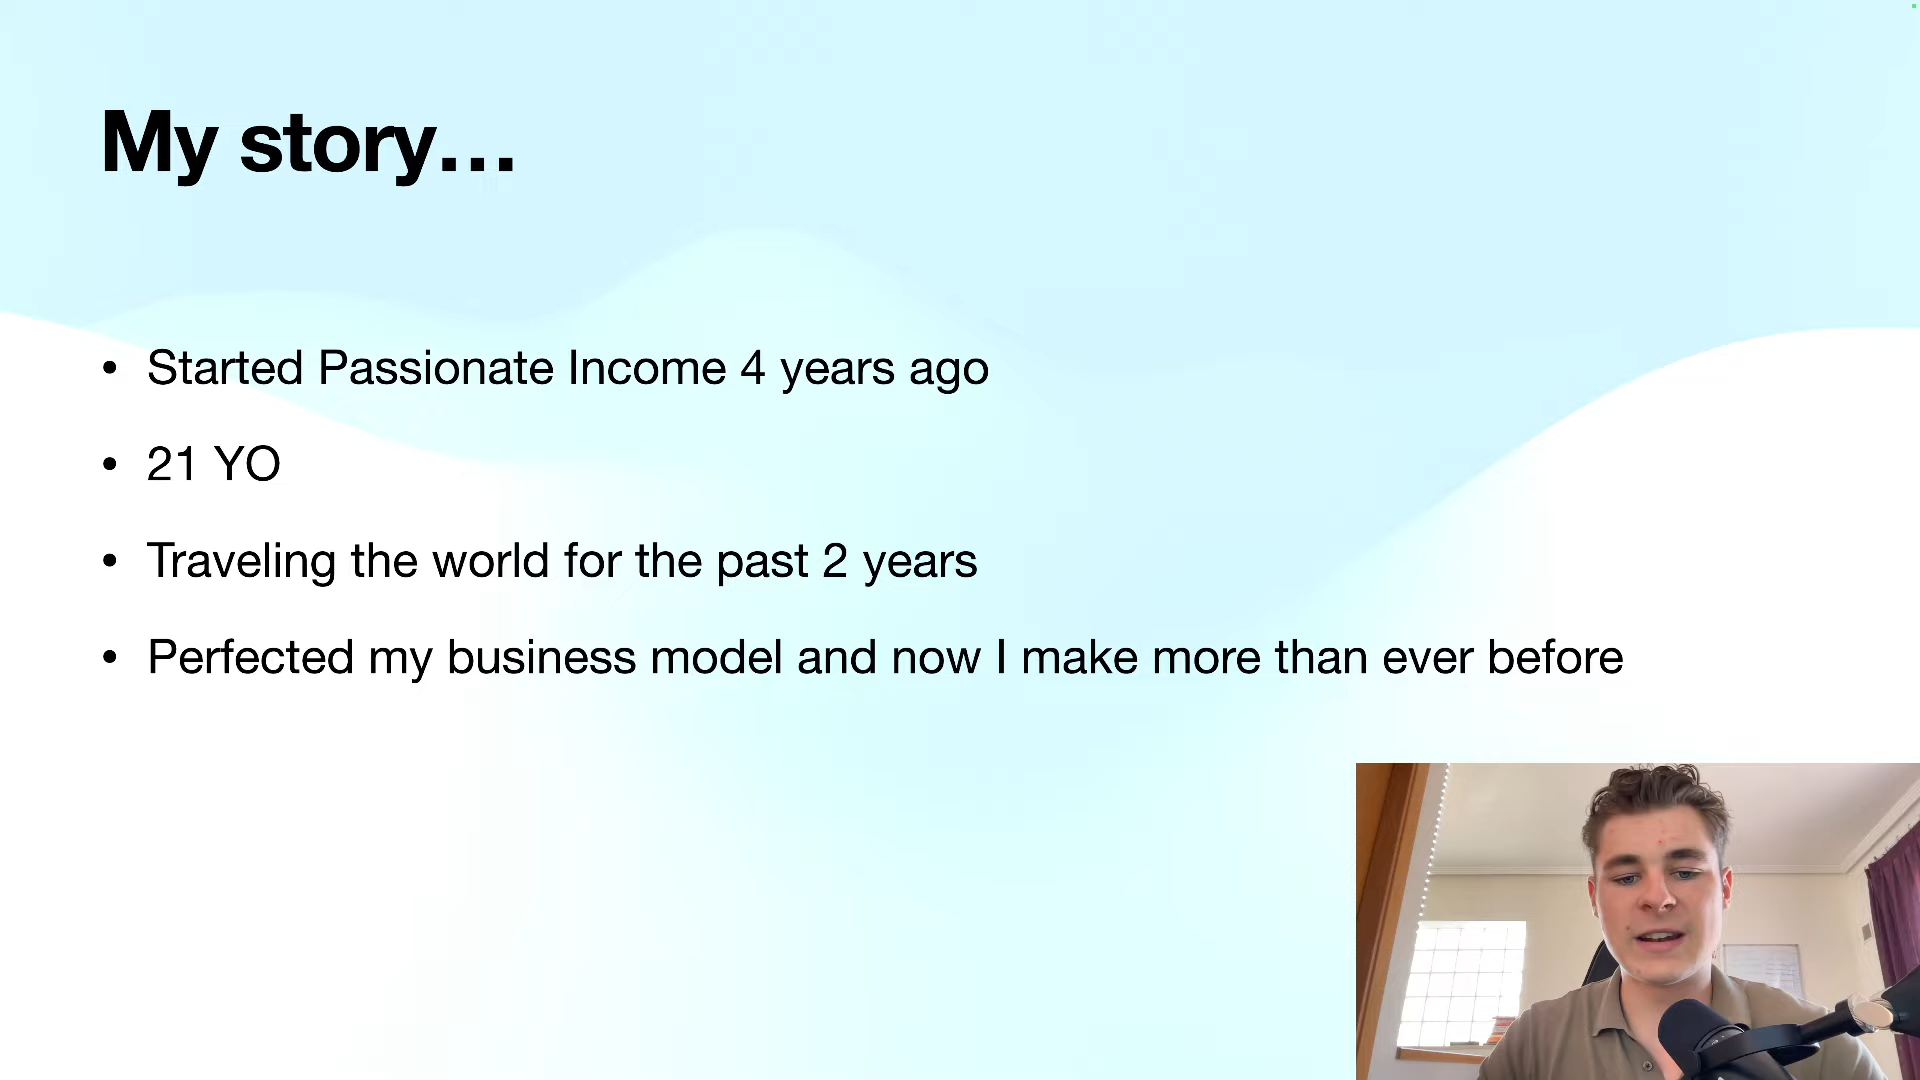 My story…
• Started Passionate Income 4 years ago
• 21 YO
• Traveling the world for the past 2 years
• Perfected my business model and now I make more than ever before